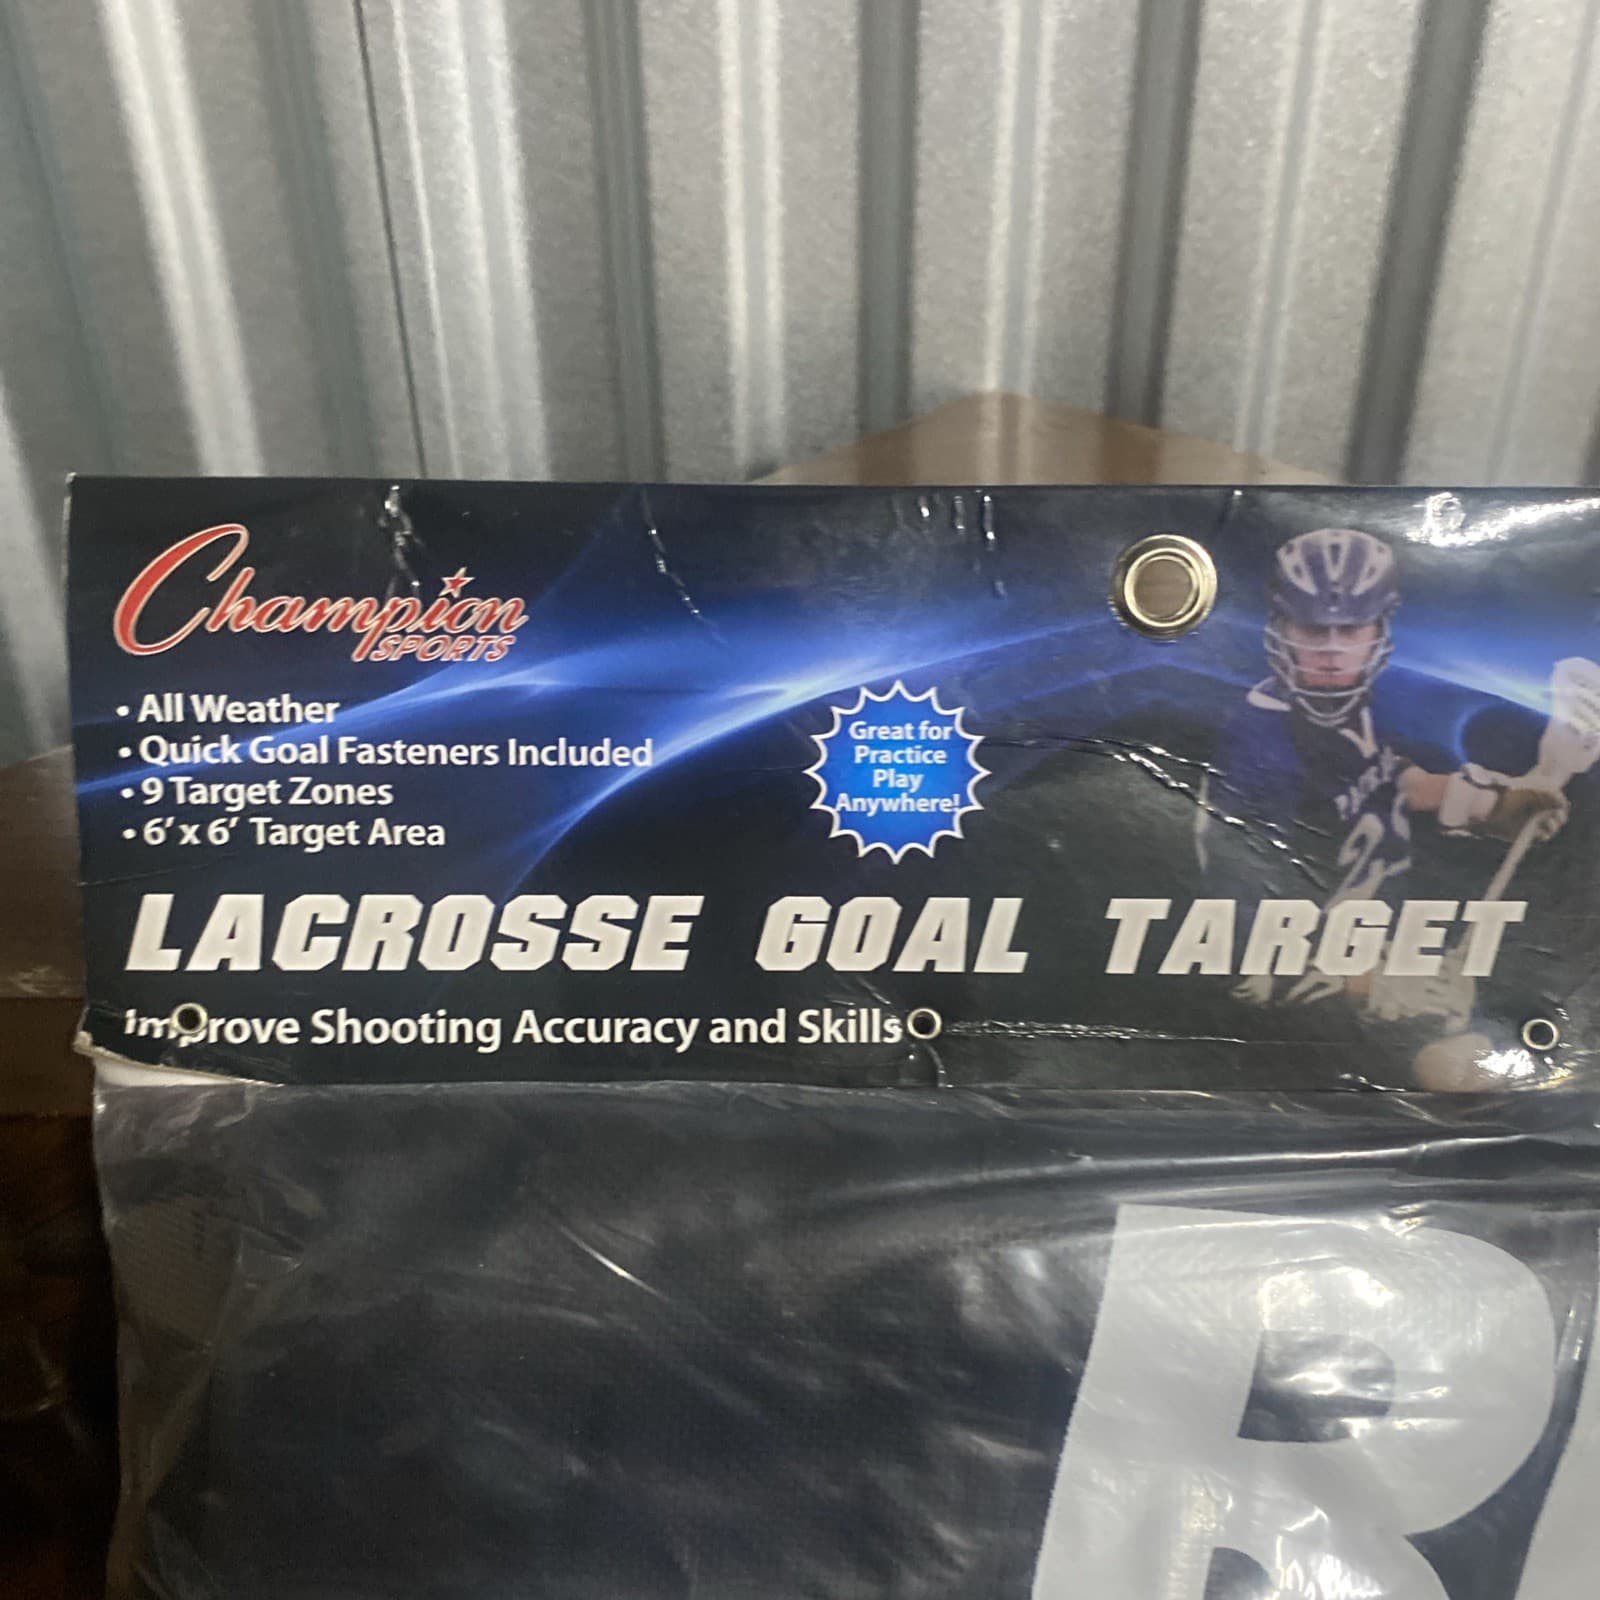 Champion
SPORTS
• All Weather
• Quick Goal Fasteners Included
• 9 Target Zones
• 6' x 6' Target Area
Great for
Practice
Play
Anywhere!
LACROSSE GOAL TARGET
Improve Shooting Accuracy and Skills
R